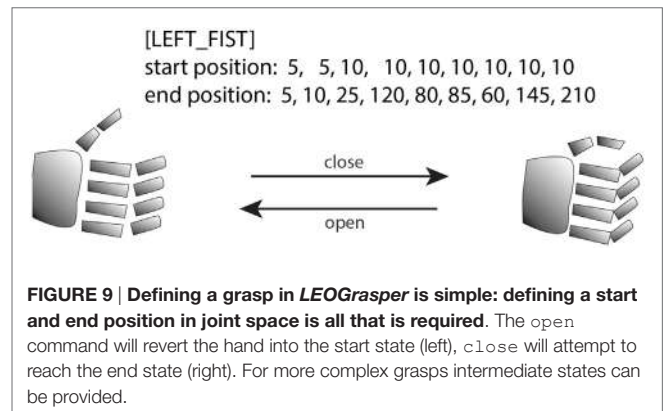 [LEFT_FIST]
start position: 5, 5, 10, 10, 10, 10, 10, 10, 10
end position: 5, 10, 25, 120, 80, 85, 60, 145, 210
close
open
FIGURE 9 | Defining a grasp in LEOGrasper is simple: defining a start
and end position in joint space is all that is required. The open
command will revert the hand into the start state (left), close will attempt to
reach the end state (right). For more complex grasps intermediate states can
be provided.